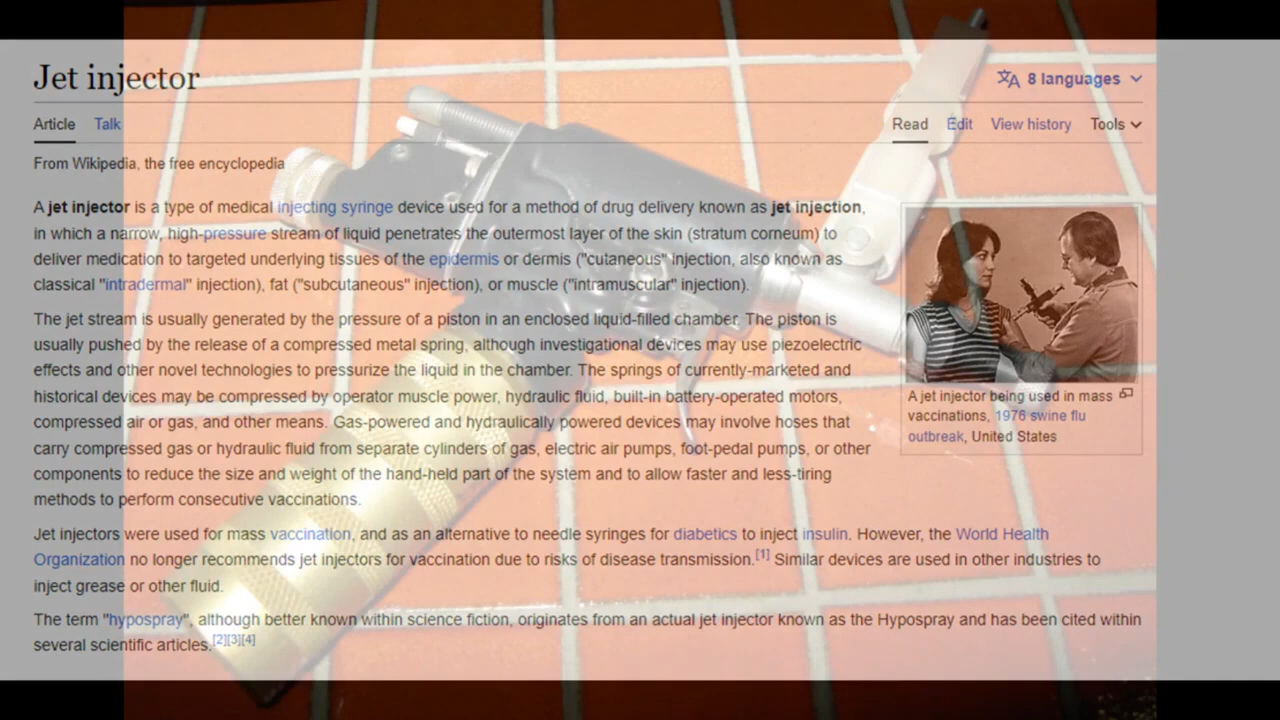 Jet injector
8 languages
Article Talk
Read Edit View history Tools
From Wikipedia, the free encyclopedia
A jet injector is a type of medical injecting syringe device used for a method of drug delivery known as jet injection,
in which a narrow, high-pressure stream of liquid penetrates the outermost layer of the skin (stratum corneum) to
deliver medication to targeted underlying tissues of the epidermis or dermis ("cutaneous" injection, also known as
classical "intradermal" injection), fat ("subcutaneous" injection), or muscle ("intramuscular" injection).
The jet stream is usually generated by the pressure of a piston in an enclosed liquid-filled chamber. The piston is
usually pushed by the release of a compressed metal spring, although investigational devices may use piezoelectric
effects and other novel technologies to pressurize the liquid in the chamber. The springs of currently-marketed and
historical devices may be compressed by operator muscle power, hydraulic fluid, built-in battery-operated motors,
compressed air or gas, and other means. Gas-powered and hydraulically powered devices may involve hoses that
carry compressed gas or hydraulic fluid from separate cylinders of gas, electric air pumps, foot-pedal pumps, or other
components to reduce the size and weight of the hand-held part of the system and to allow faster and less-tiring
methods to perform consecutive vaccinations.
A jet injector being used in mass
vaccinations, 1976 swine flu
outbreak, United States
Jet injectors were used for mass vaccination, and as an alternative to needle syringes for diabetics to inject insulin. However, the World Health
Organization no longer recommends jet injectors for vaccination due to risks of disease transmission.[1] Similar devices are used in other industries to
inject grease or other fluid.
The term "hypospray", although better known within science fiction, originates from an actual jet injector known as the Hypospray and has been cited within
several scientific articles.[2][3][4]